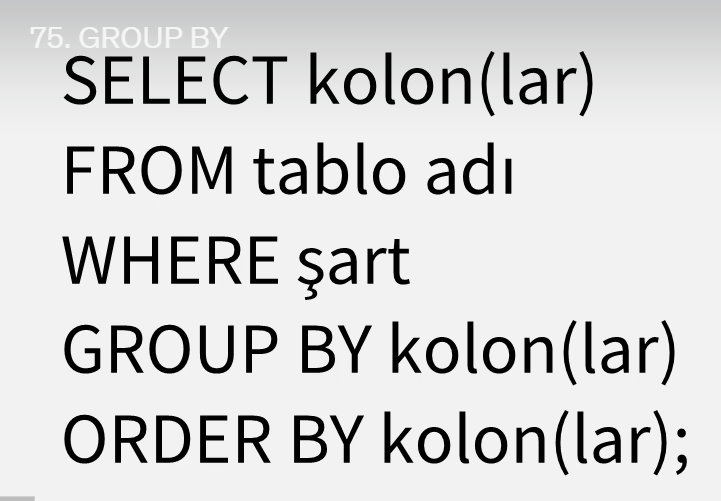 75. GROUP BY
SELECT kolon(lar)
FROM tablo adı
WHERE şart
GROUP BY kolon(lar)
ORDER BY kolon(lar);